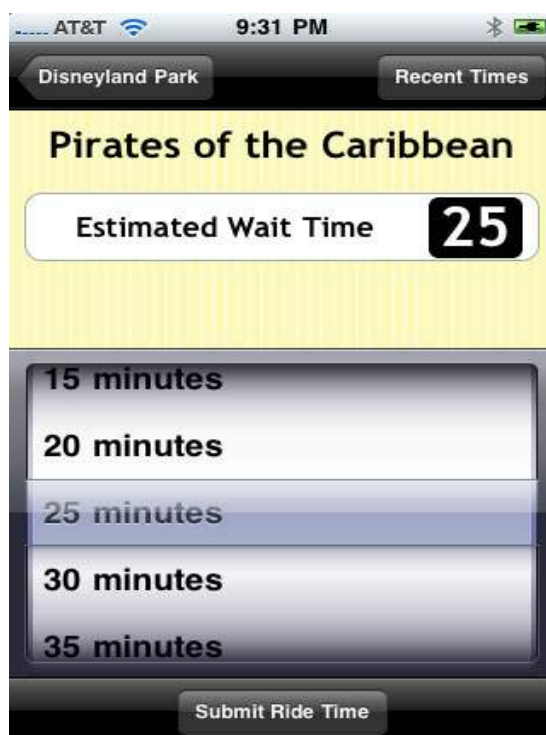 ..... AT&T 9:31 PM
Disneyland Park Recent Times
Pirates of the Caribbean
Estimated Wait Time 25
15 minutes
20 minutes
25 minutes
30 minutes
35 minutes
Submit Ride Time